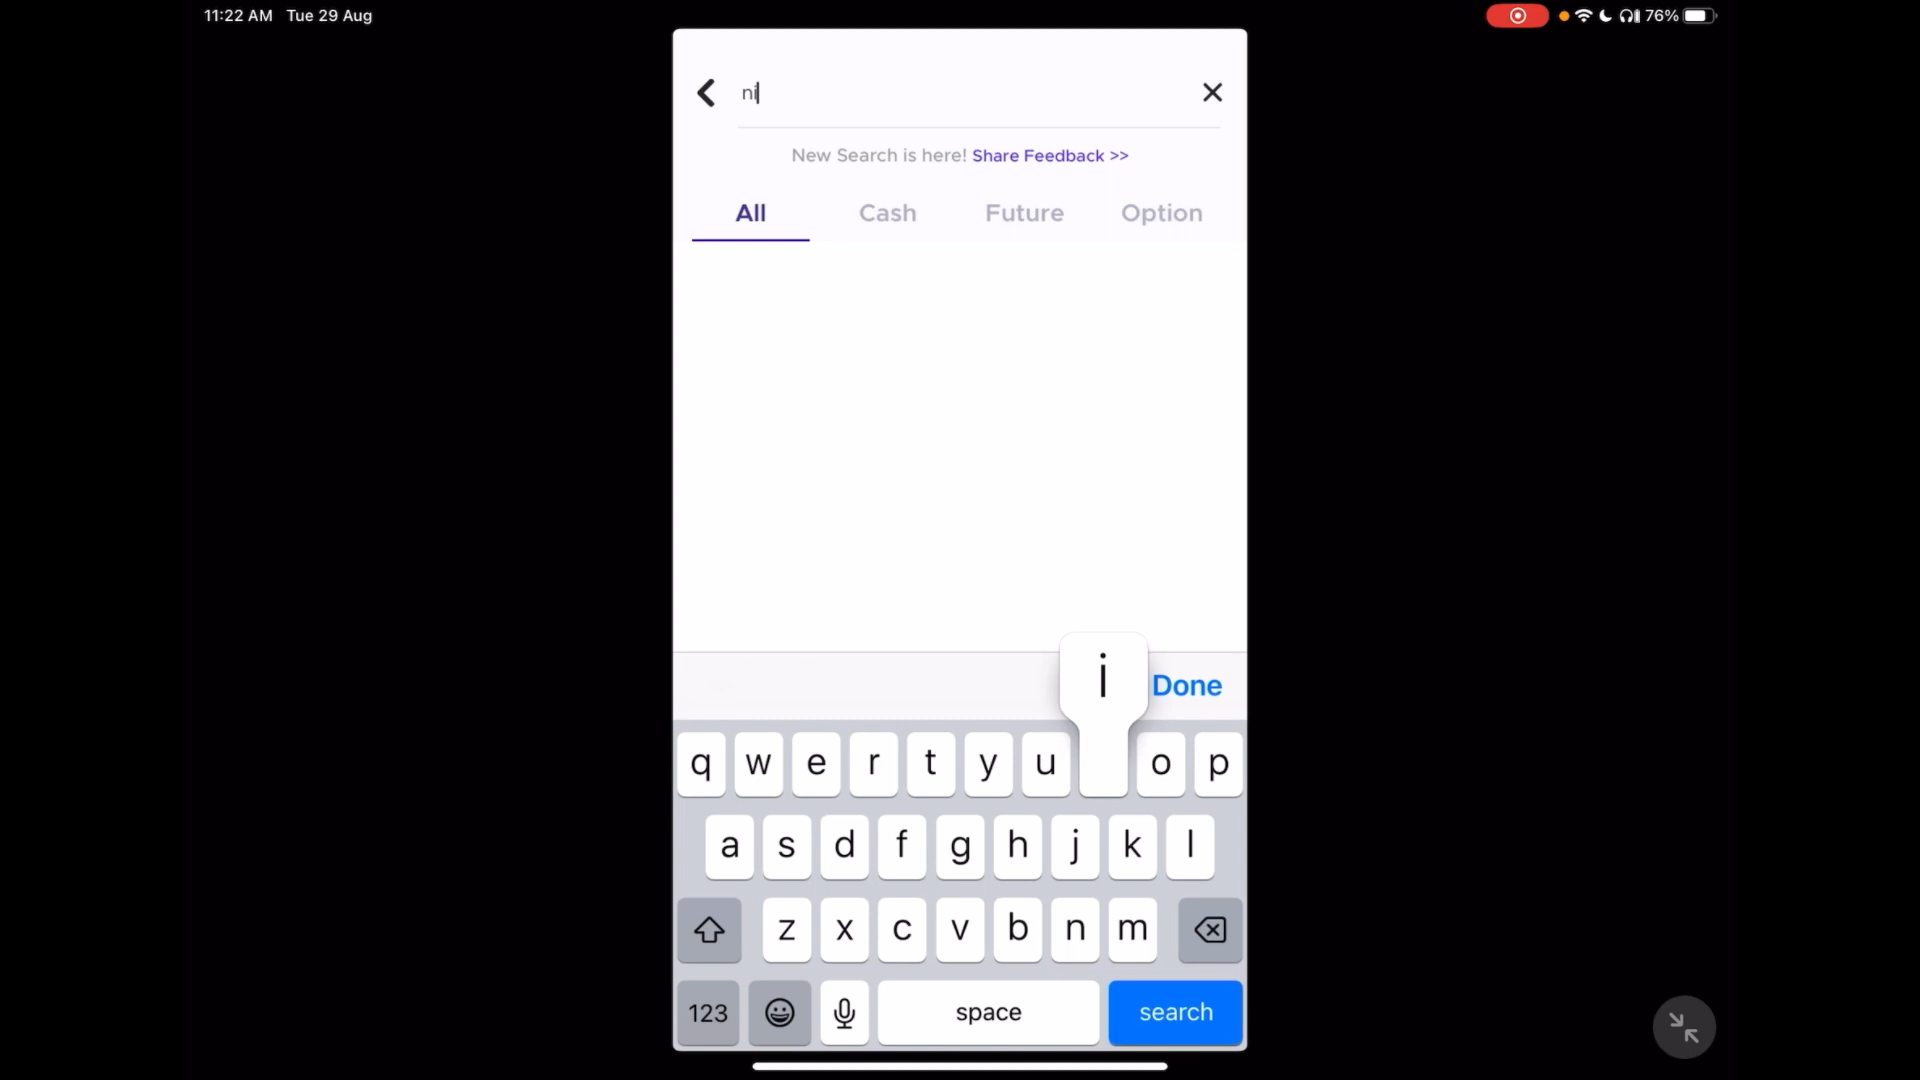 11:22 AM Tue 29 Aug
76%
ni
New Search is here! Share Feedback >>
All Cash Future Option
i
Done
q w e r t y u o p
a s d f g h j k l
z x c v b n m
123 space search